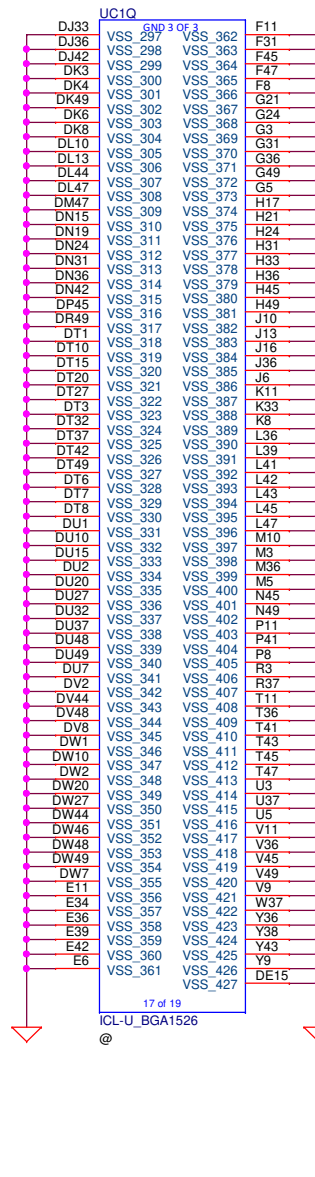 UC1Q
GND 3 OF 3
DJ33 VSS_297 VSS_362 F11
DJ36 VSS_298 VSS_363 F31
DJ42 VSS_299 VSS_364 F45
DK3 VSS_300 VSS_365 F47
DK4 VSS_301 VSS_366 F8
DK49 VSS_302 VSS_367 G21
DK6 VSS_303 VSS_368 G24
DK8 VSS_304 VSS_369 G3
DL10 VSS_305 VSS_370 G31
DL13 VSS_306 VSS_371 G36
DL44 VSS_307 VSS_372 G49
DL47 VSS_308 VSS_373 G5
DM47 VSS_309 VSS_374 H17
DN15 VSS_310 VSS_375 H21
DN19 VSS_311 VSS_376 H24
DN24 VSS_312 VSS_377 H31
DN31 VSS_313 VSS_378 H33
DN36 VSS_314 VSS_379 H36
DN42 VSS_315 VSS_380 H45
DP45 VSS_316 VSS_381 H49
DR49 VSS_317 VSS_382 J10
DT1 VSS_318 VSS_383 J13
DT10 VSS_319 VSS_384 J16
DT15 VSS_320 VSS_385 J36
DT20 VSS_321 VSS_386 J6
DT27 VSS_322 VSS_387 K11
DT3 VSS_323 VSS_388 K33
DT32 VSS_324 VSS_389 K8
DT37 VSS_325 VSS_390 L36
DT42 VSS_326 VSS_391 L39
DT49 VSS_327 VSS_392 L41
DT6 VSS_328 VSS_393 L42
DT7 VSS_329 VSS_394 L43
DT8 VSS_330 VSS_395 L45
DU1 VSS_331 VSS_396 L47
DU10 VSS_332 VSS_397 M10
DU15 VSS_333 VSS_398 M3
DU2 VSS_334 VSS_399 M36
DU20 VSS_335 VSS_400 M5
DU27 VSS_336 VSS_401 N45
DU32 VSS_337 VSS_402 N49
DU37 VSS_338 VSS_403 P11
DU48 VSS_339 VSS_404 P41
DU49 VSS_340 VSS_405 P8
DU7 VSS_341 VSS_406 R3
DV2 VSS_342 VSS_407 R37
DV44 VSS_343 VSS_408 T11
DV48 VSS_344 VSS_409 T36
DV8 VSS_345 VSS_410 T41
DW1 VSS_346 VSS_411 T43
DW10 VSS_347 VSS_412 T45
DW2 VSS_348 VSS_413 T47
DW20 VSS_349 VSS_414 U3
DW27 VSS_350 VSS_415 U37
DW44 VSS_351 VSS_416 U5
DW46 VSS_352 VSS_417 V11
DW48 VSS_353 VSS_418 V36
DW49 VSS_354 VSS_419 V45
DW7 VSS_355 VSS_420 V49
E11 VSS_356 VSS_421 V9
E34 VSS_357 VSS_422 W37
E36 VSS_358 VSS_423 Y36
E39 VSS_359 VSS_424 Y38
E42 VSS_360 VSS_425 Y43
E6 VSS_361 VSS_426 Y9
VSS_427 DE15
17 of 19
ICL-U_BGA1526
@